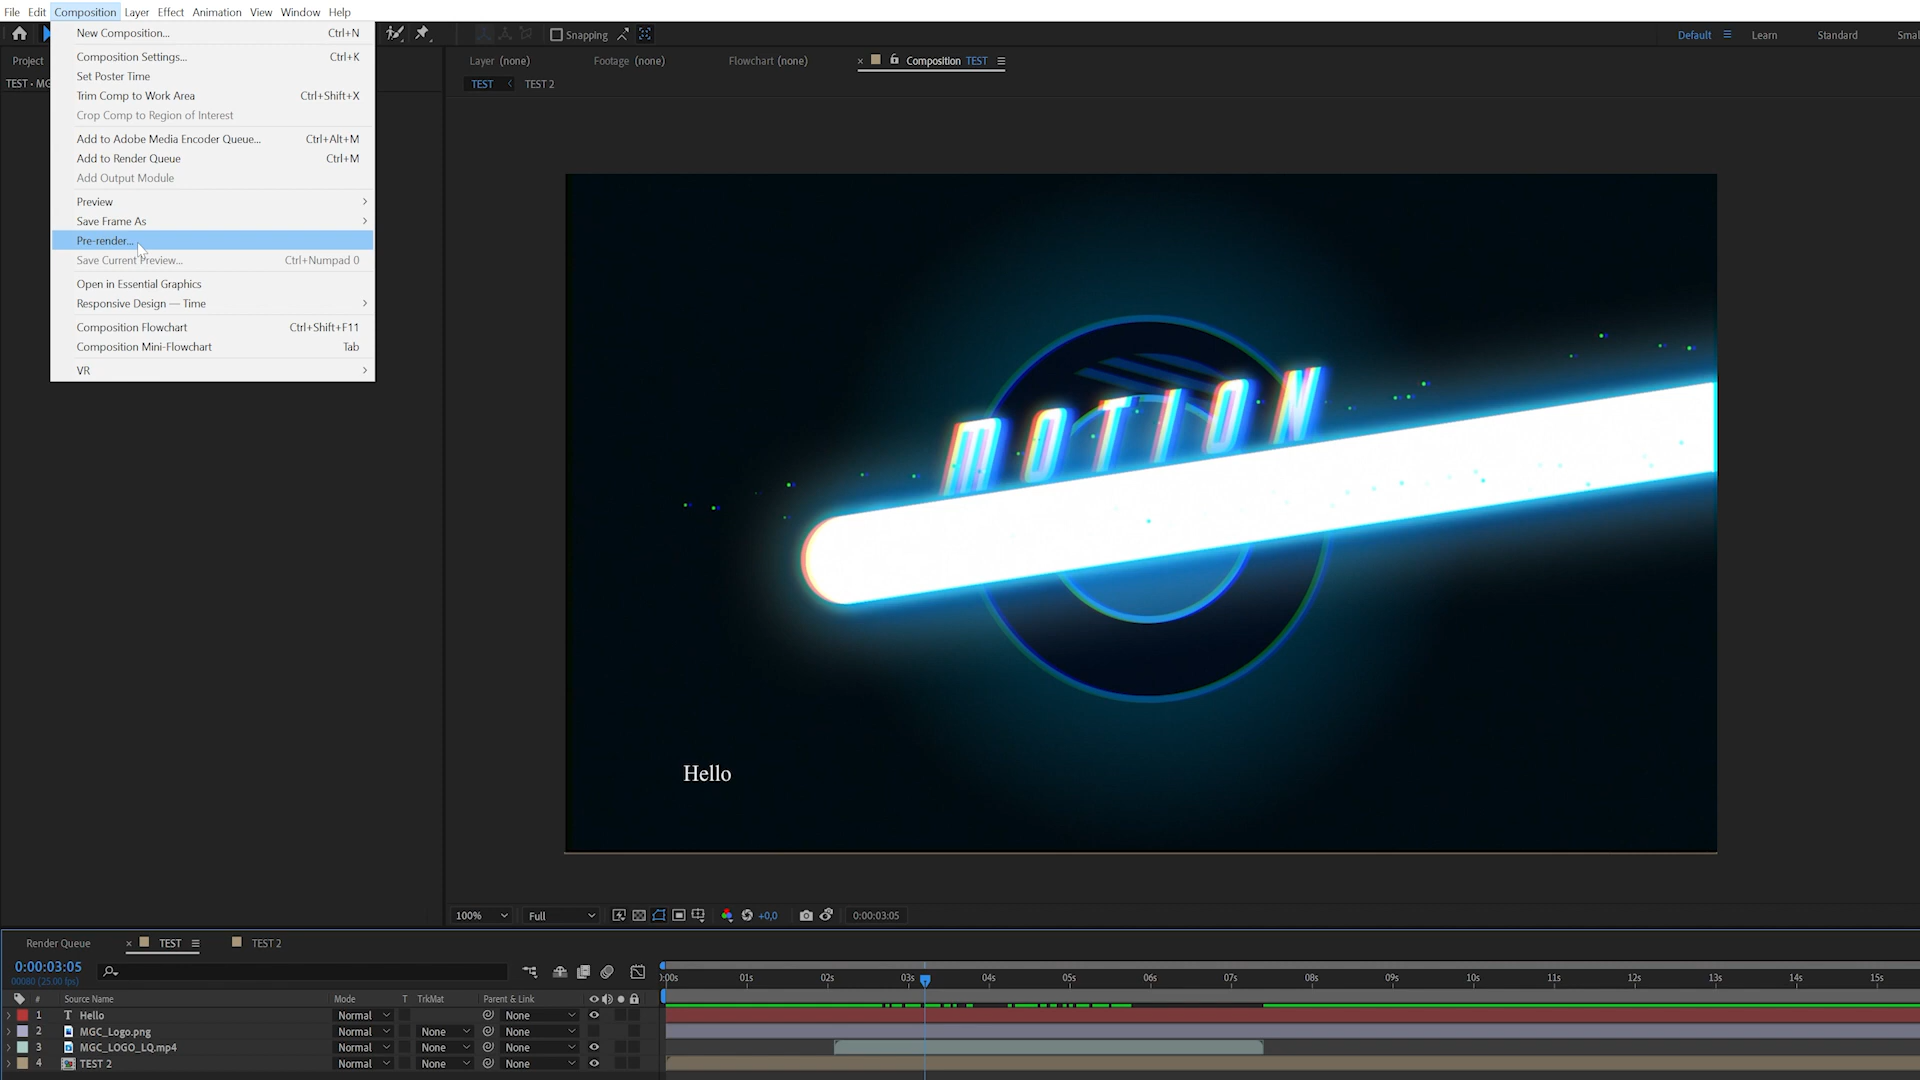 File Edit Composition Layer Effect Animation View Window Help
New Composition... Ctrl+N
Composition Settings... Ctrl+K
Set Poster Time
Trim Comp to Work Area Ctrl+Shift+X
Crop Comp to Region of Interest
Add to Adobe Media Encoder Queue... Ctrl+Alt+M
Add to Render Queue Ctrl+M
Add Output Module
Preview
Save Frame As
Pre-render...
Save Current Preview... Ctrl+Numpad 0
Open in Essential Graphics
Responsive Design — Time
Composition Flowchart Ctrl+Shift+F11
Composition Mini-Flowchart Tab
VR
Snapping
Default Learn Standard
Project
TEST • MG
Layer (none) Footage (none) Flowchart (none) × Composition TEST
TEST TEST 2
MOTION
Hello
100% Full +0,0 0:00:03:05
Render Queue × TEST TEST 2
0:00:03:05
00080 (25.00 fps)
:00s 01s 02s 03s 04s 05s 06s 07s 08s 09s 10s 11s 12s 13s 14s 15s
# Source Name Mode T TrkMat Parent & Link
1 T Hello Normal None
2 MGC_Logo.png Normal None None
3 MGC_LOGO_LQ.mp4 Normal None None
4 TEST 2 Normal None None